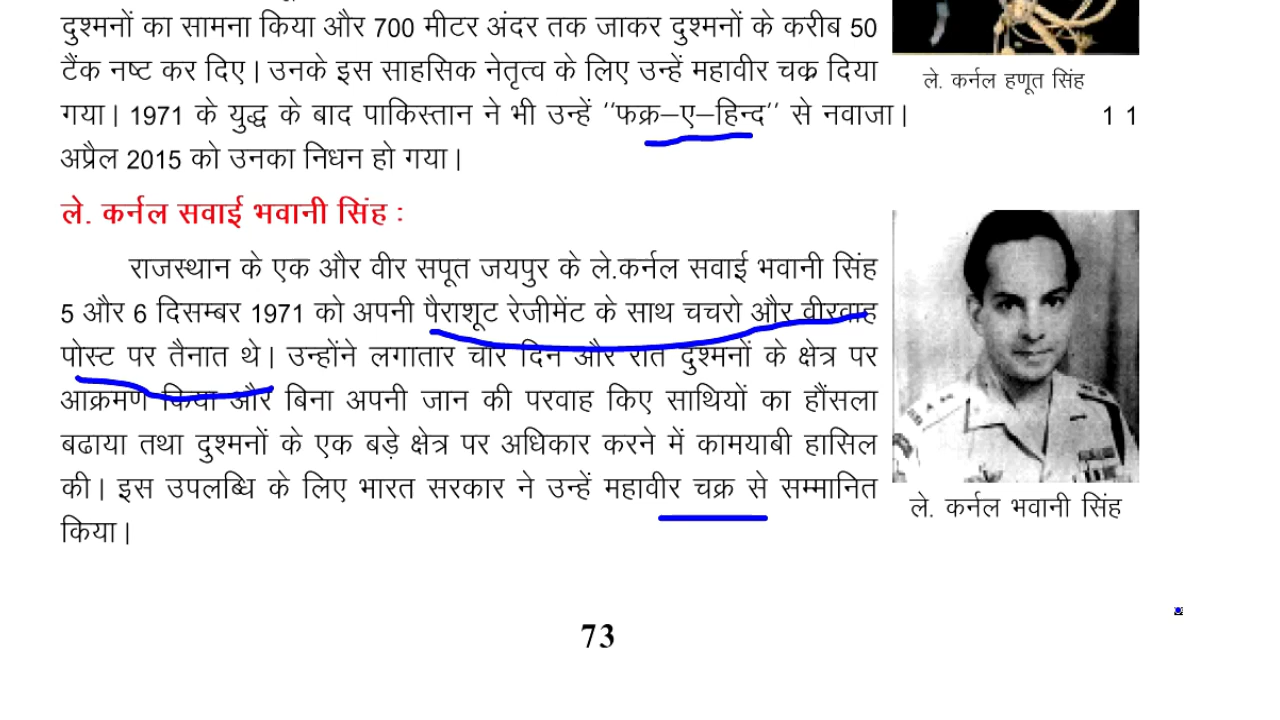 दुश्मनों का सामना किया और 700 मीटर अंदर तक जाकर दुश्मनों के करीब 50
टैंक नष्ट कर दिए। उनके इस साहसिक नेतृत्व के लिए उन्हें महावीर चक्र दिया
गया। 1971 के युद्ध के बाद पाकिस्तान ने भी उन्हें ‘‘फक्र–ए–हिन्द’’ से नवाजा। 11
अप्रैल 2015 को उनका निधन हो गया।
ले. कर्नल हणूत सिंह
ले. कर्नल सवाई भवानी सिंह :
राजस्थान के एक और वीर सपूत जयपुर के ले.कर्नल सवाई भवानी सिंह
5 और 6 दिसम्बर 1971 को अपनी पैराशूट रेजीमेंट के साथ चचरो और वीरवाह
पोस्ट पर तैनात थे। उन्होंने लगातार चार दिन और रात दुश्मनों के क्षेत्र पर
आक्रमण किया और बिना अपनी जान की परवाह किए साथियों का हौंसला
बढाया तथा दुश्मनों के एक बड़े क्षेत्र पर अधिकार करने में कामयाबी हासिल
की। इस उपलब्धि के लिए भारत सरकार ने उन्हें महावीर चक्र से सम्मानित
किया।
ले. कर्नल भवानी सिंह
73